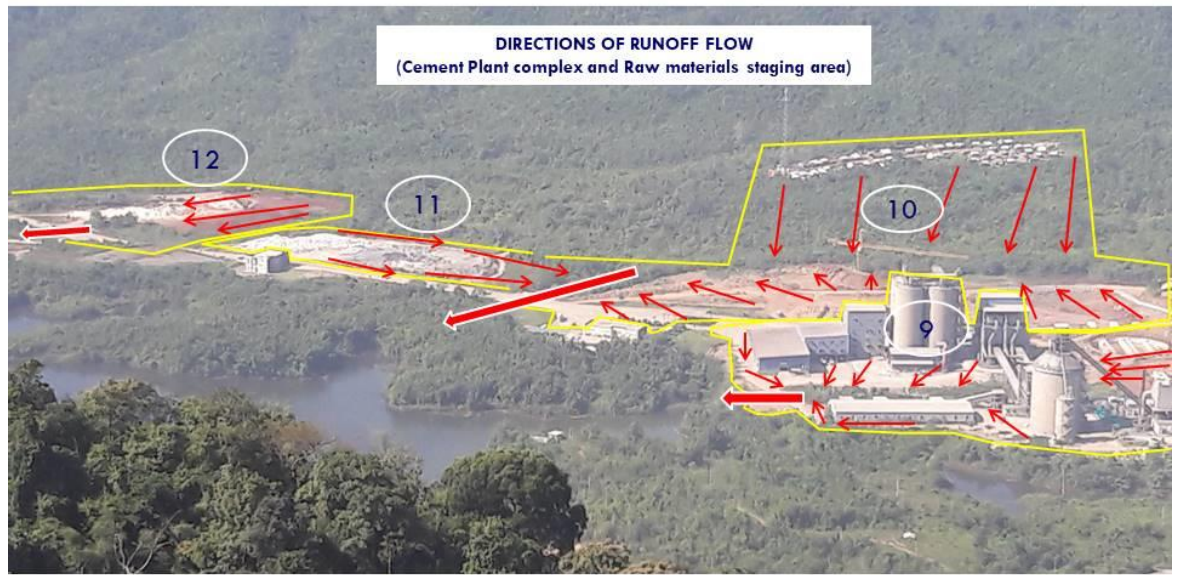 DIRECTIONS OF RUNOFF FLOW
(Cement Plant complex and Raw materials staging area)
12
11
10
9